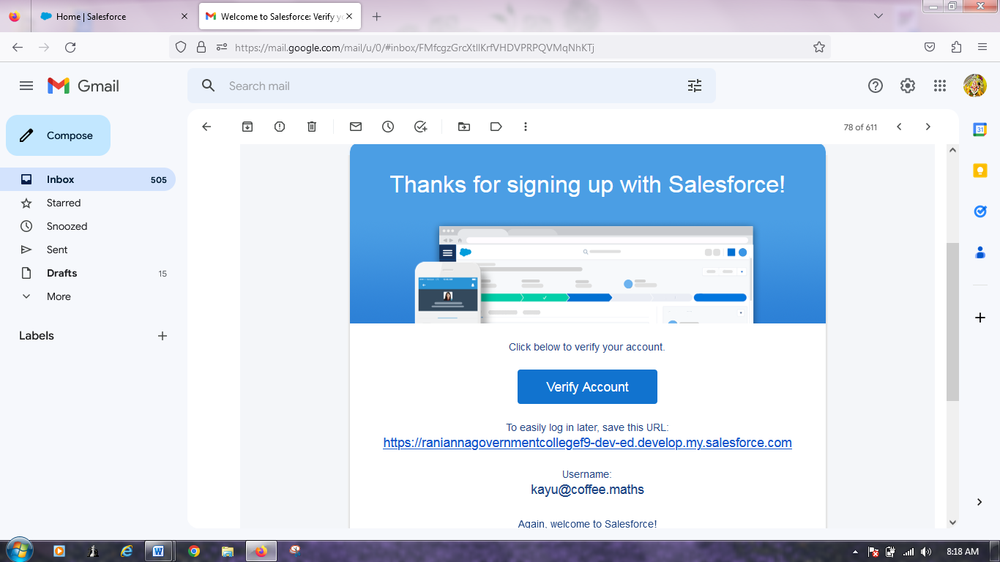 Home | Salesforce
Welcome to Salesforce: Verify yo
https://mail.google.com/mail/u/0/#inbox/FMfcgzGrcXtllKrfVHDVPRPQVMqNhKTj
Gmail
Search mail
Compose
78 of 611
Inbox 505
Starred
Snoozed
Sent
Drafts 15
More
Labels
31
Thanks for signing up with Salesforce!
Click below to verify your account.
Verify Account
To easily log in later, save this URL:
https://raniannagovernmentcollegef9-dev-ed.develop.my.salesforce.com
Username:
kayu@coffee.maths
Again, welcome to Salesforce!
8:18 AM